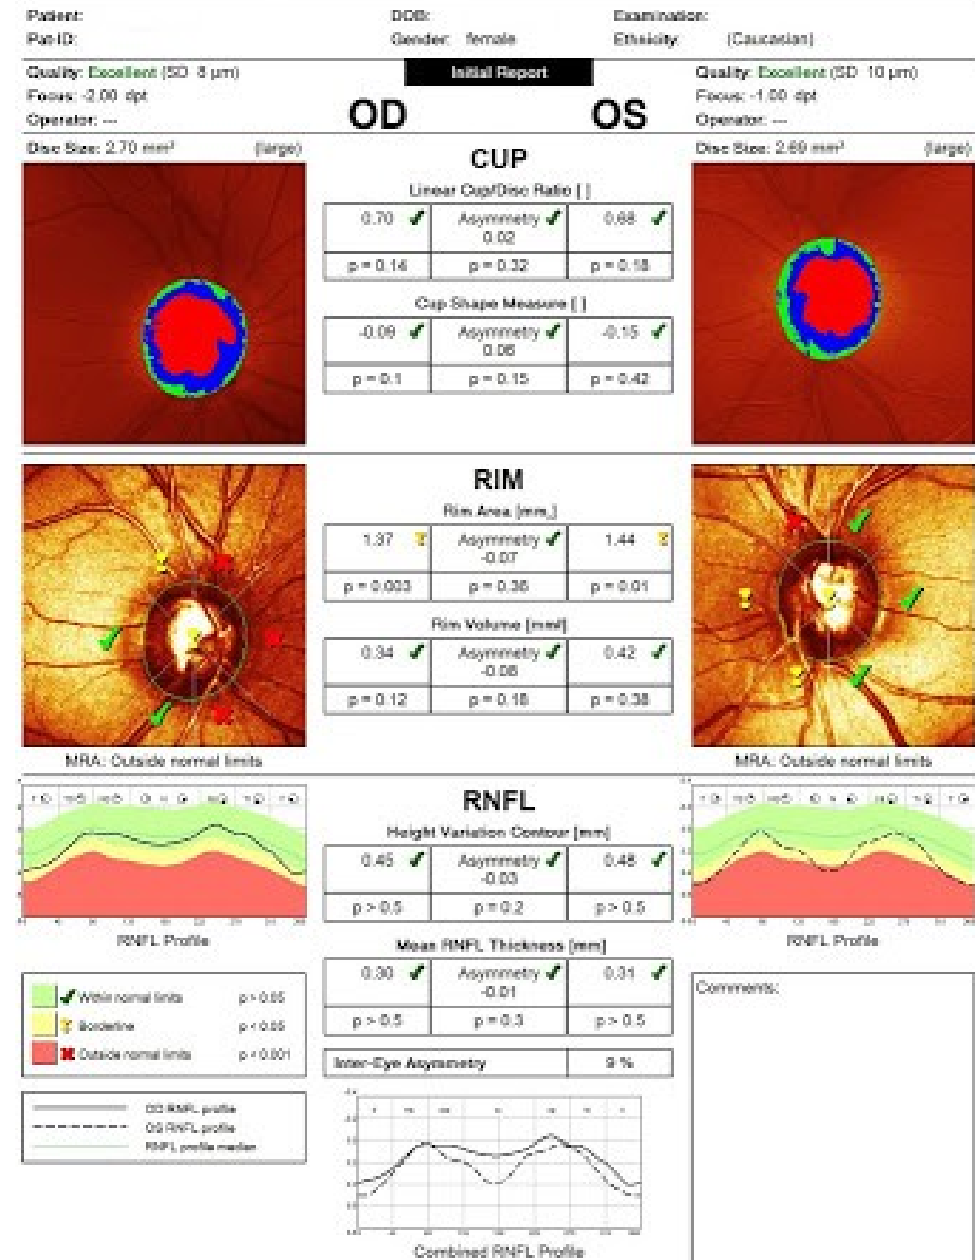 Patient: DOB: Examination:
Pat-ID: Gender: female Ethnicity: (Caucasian)
Quality: Excellent (SD 8 µm) Initial Report Quality: Excellent (SD 10 µm)
Focus: -2.00 dpt OD OS Focus: -1.00 dpt
Operator: --- Operator: ---
Disc Size: 2.70 mm² (large) CUP Disc Size: 2.69 mm² (large)
Linear Cup/Disc Ratio [ ]
0.70 Asymmetry 0.68
0.02
p = 0.14 p = 0.32 p = 0.18
Cup Shape Measure [ ]
-0.09 Asymmetry -0.15
0.06
p = 0.1 p = 0.15 p = 0.42
RIM
Rim Area [mm,]
1.37 Asymmetry 1.44
-0.07
p = 0.003 p = 0.36 p = 0.01
Rim Volume [mm#]
0.34 Asymmetry 0.42
-0.08
p = 0.12 p = 0.18 p = 0.38
MRA: Outside normal limits MRA: Outside normal limits
RNFL
Height Variation Contour [mm]
0.45 Asymmetry 0.48
-0.03
p > 0.5 p = 0.2 p > 0.5
RNFL Profile RNFL Profile
Mean RNFL Thickness [mm]
0.30 Asymmetry 0.31
-0.01
p > 0.5 p = 0.3 p > 0.5
Within normal limits p > 0.05
Borderline p < 0.05
Outside normal limits p < 0.001
Comments:
Inter-Eye Asymmetry 9 %
OD RNFL profile
OS RNFL profile
RNFL profile median
Combined RNFL Profile